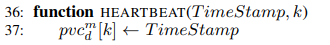 36: function HEARTBEAT(TimeStamp, k)
37: pvc_d^m[k] ← TimeStamp